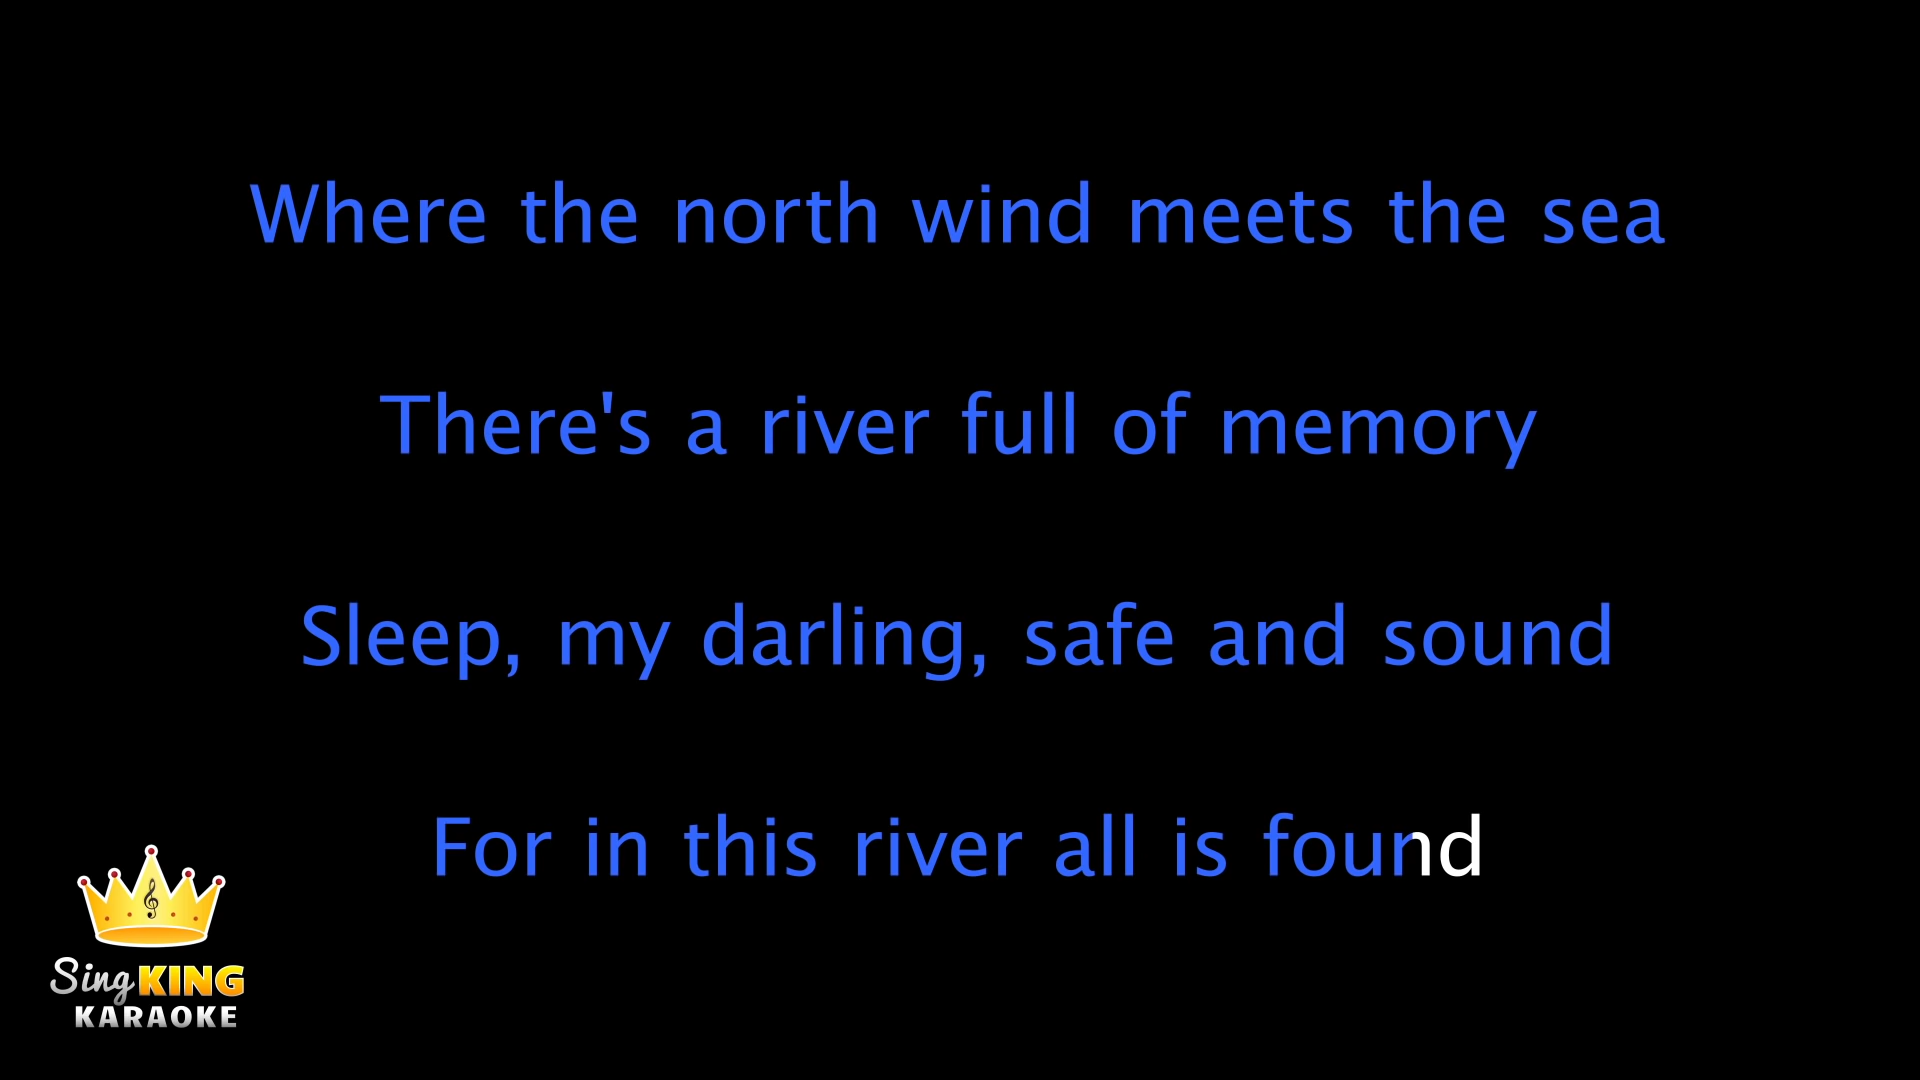 Where the north wind meets the sea
There's a river full of memory
Sleep, my darling, safe and sound
For in this river all is found
Sing KING
KARAOKE